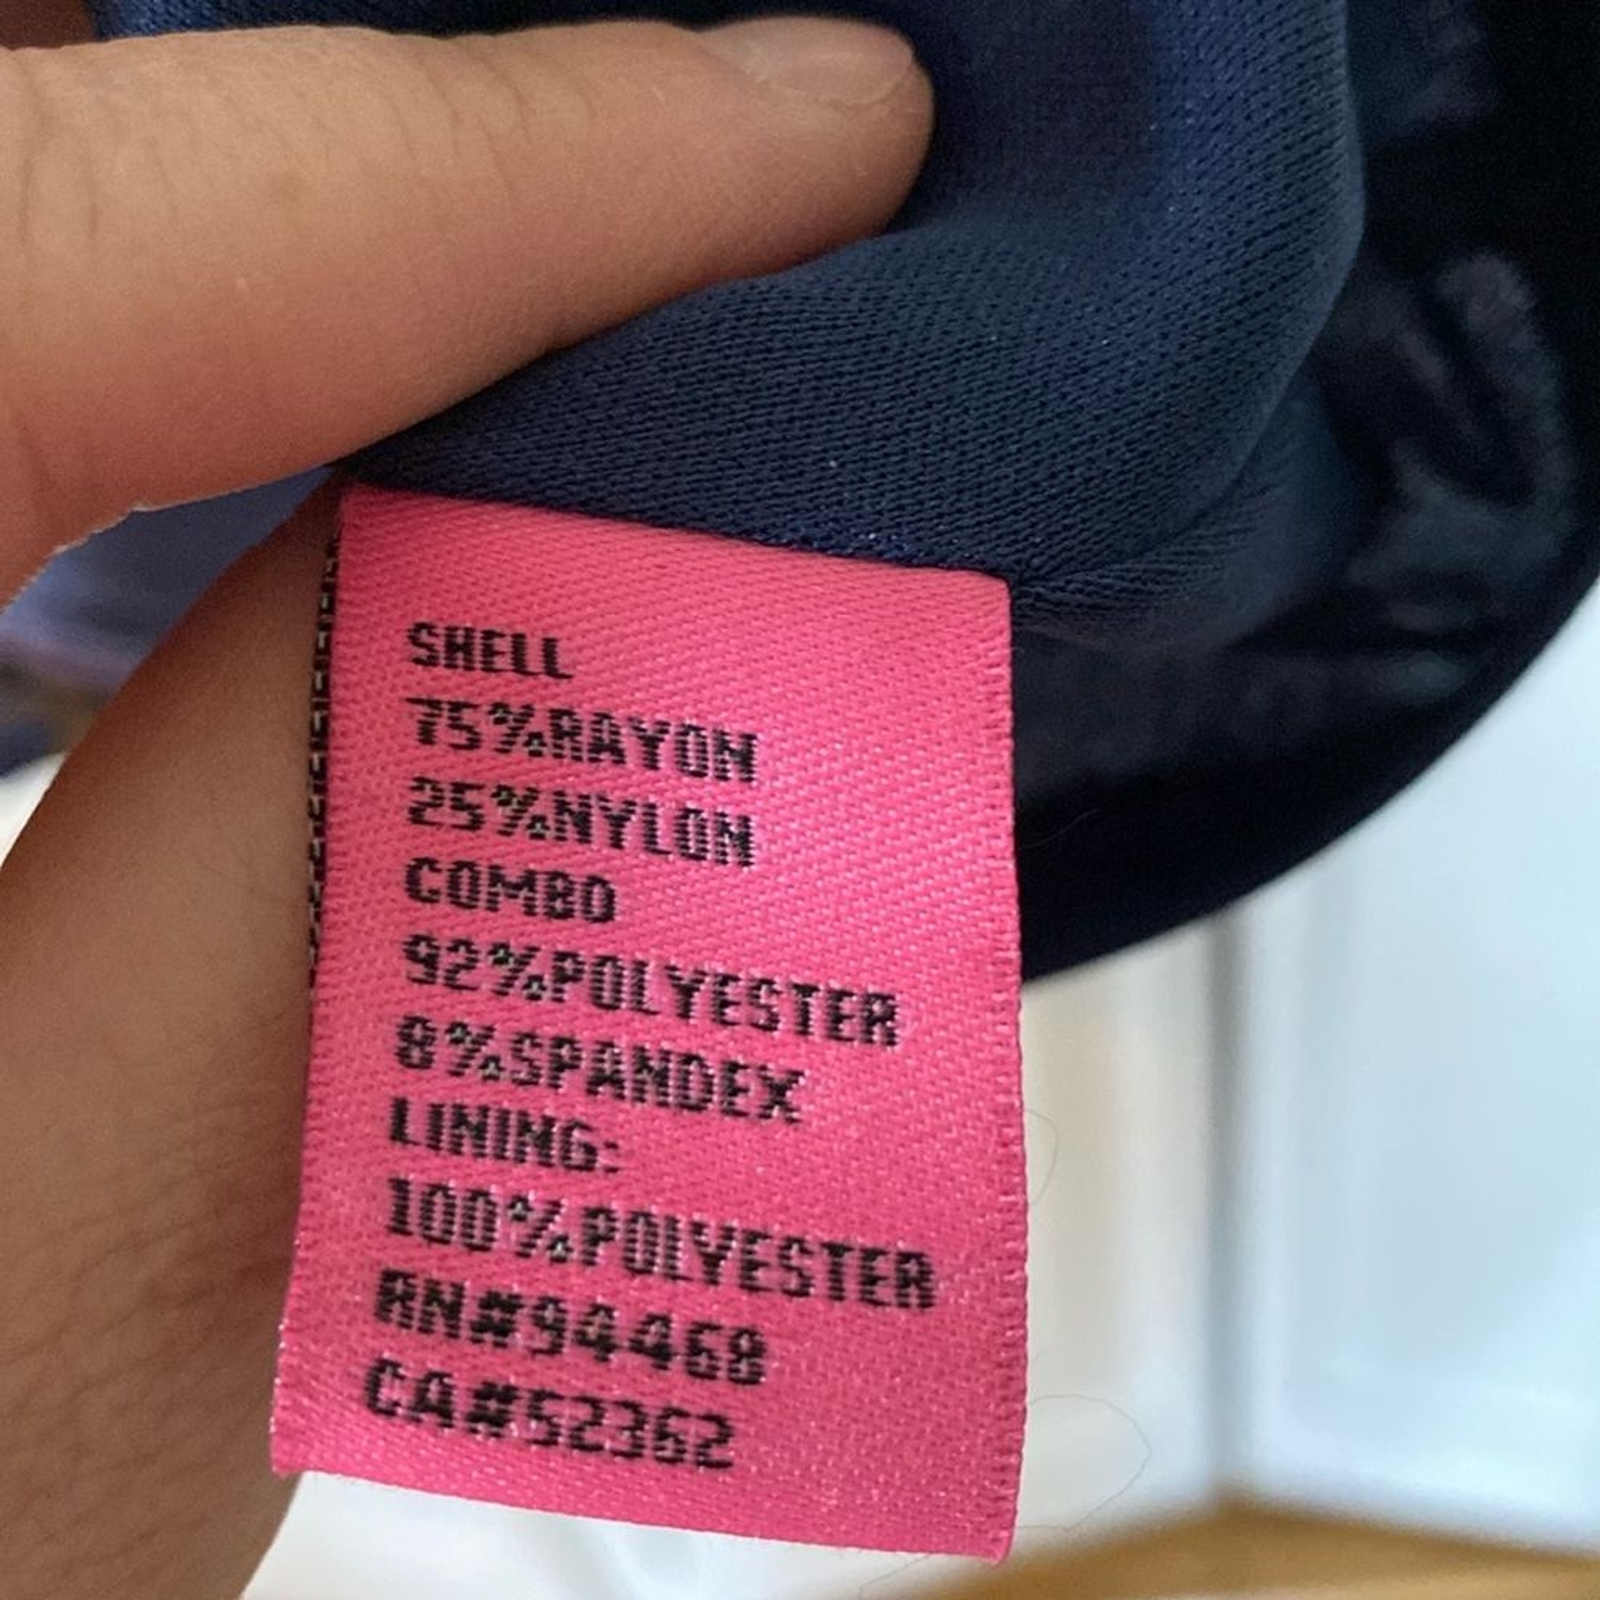 SHELL
75%RAYON
25%NYLON
COMBO
92%POLYESTER
8%SPANDEX
LINING:
100%POLYESTER
RN#94468
CA#52362